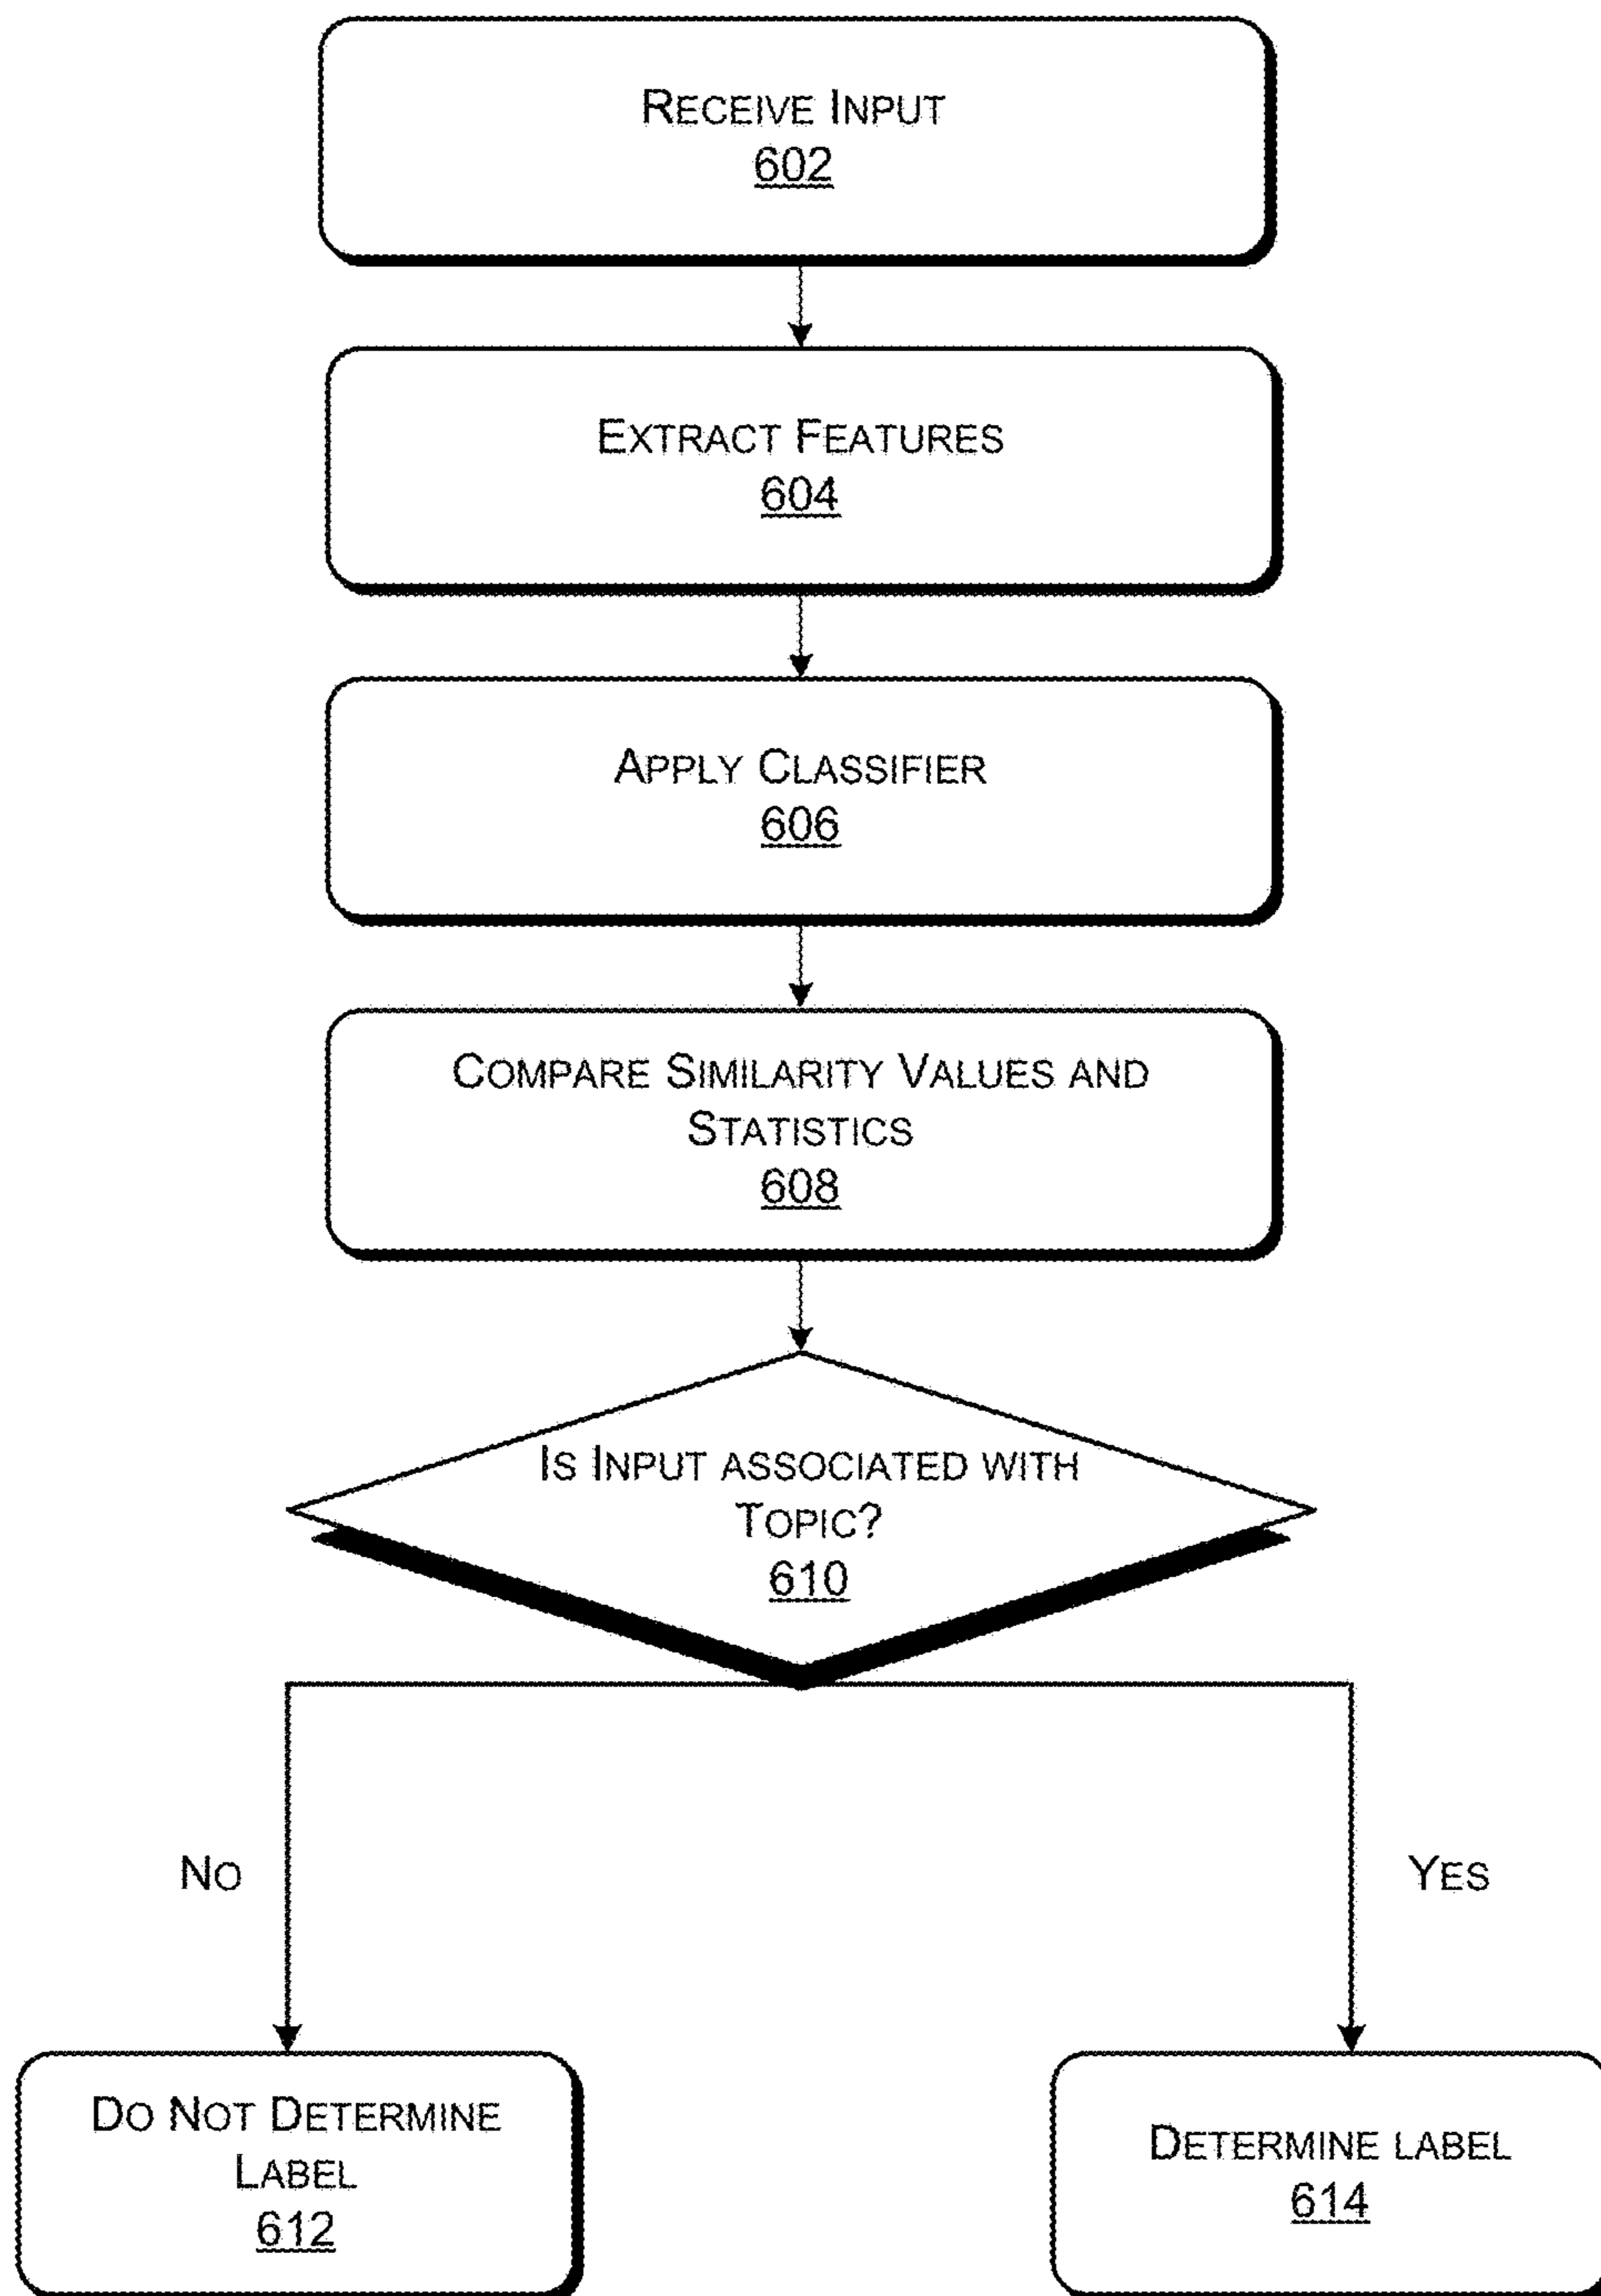 RECEIVE INPUT
602
EXTRACT FEATURES
604
APPLY CLASSIFIER
606
COMPARE SIMILARITY VALUES AND
STATISTICS
608
IS INPUT ASSOCIATED WITH
TOPIC?
610
NO
YES
DO NOT DETERMINE
LABEL
612
DETERMINE LABEL
614